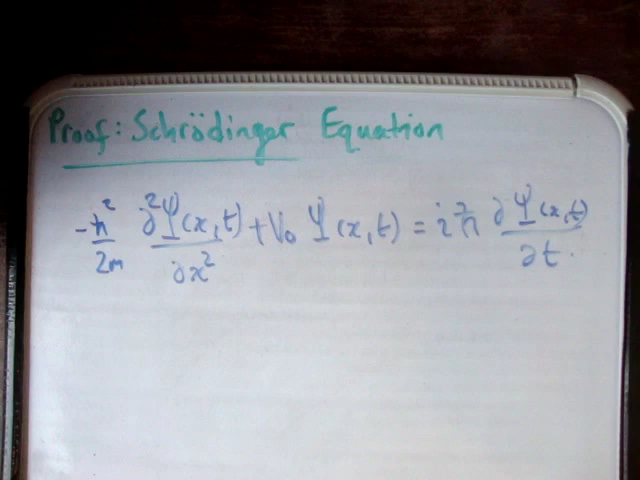 Proof: Schrödinger Equation
-ħ²/2m ∂²Ψ(x,t)/∂x² + V₀ Ψ(x,t) = iħ ∂Ψ(x,t)/∂t.